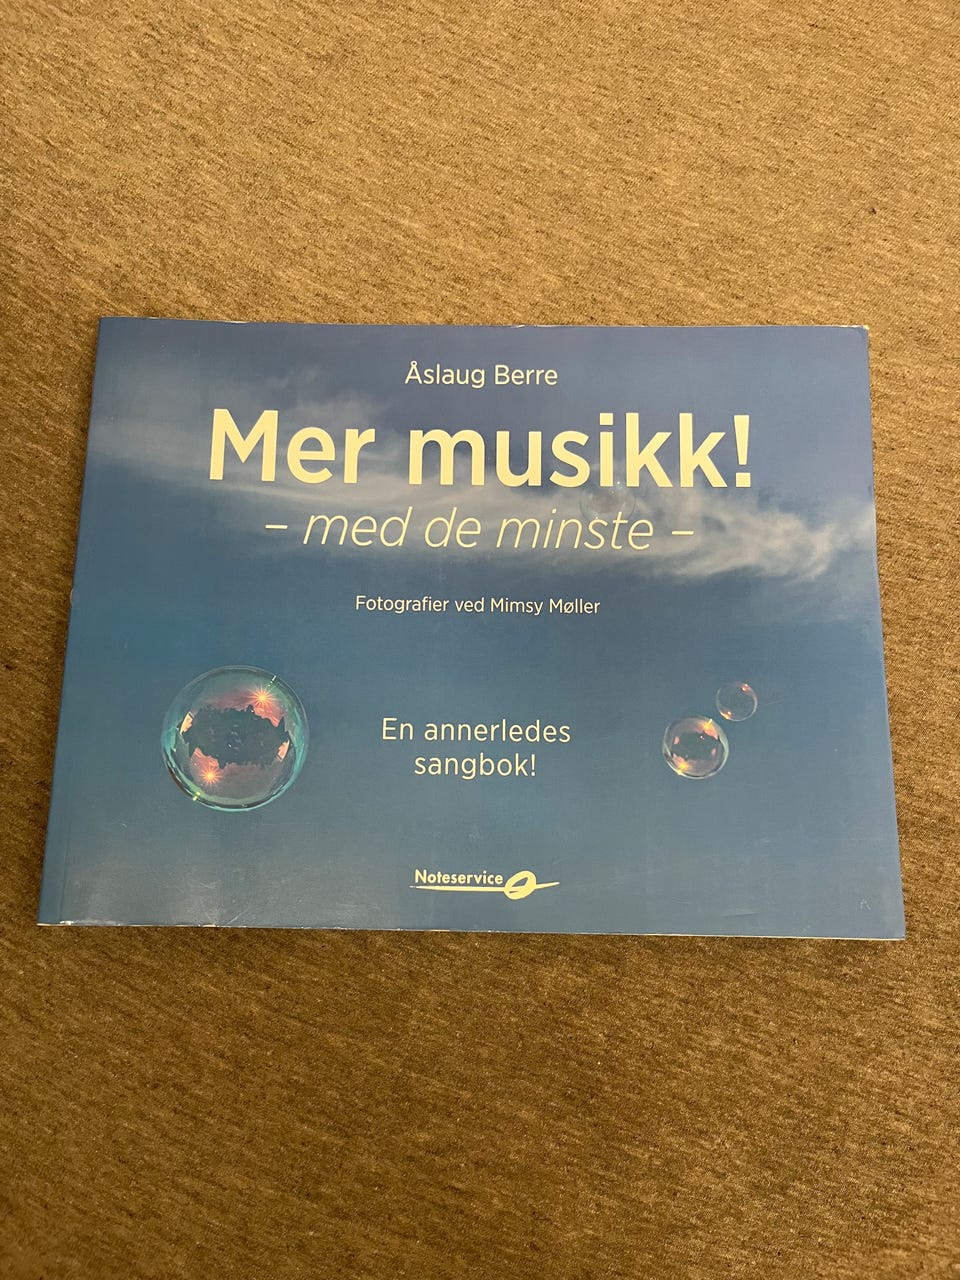 Åslaug Berre
Mer musikk!
– med de minste –
Fotografier ved Mimsy Møller
En annerledes
sangbok!
Noteservice